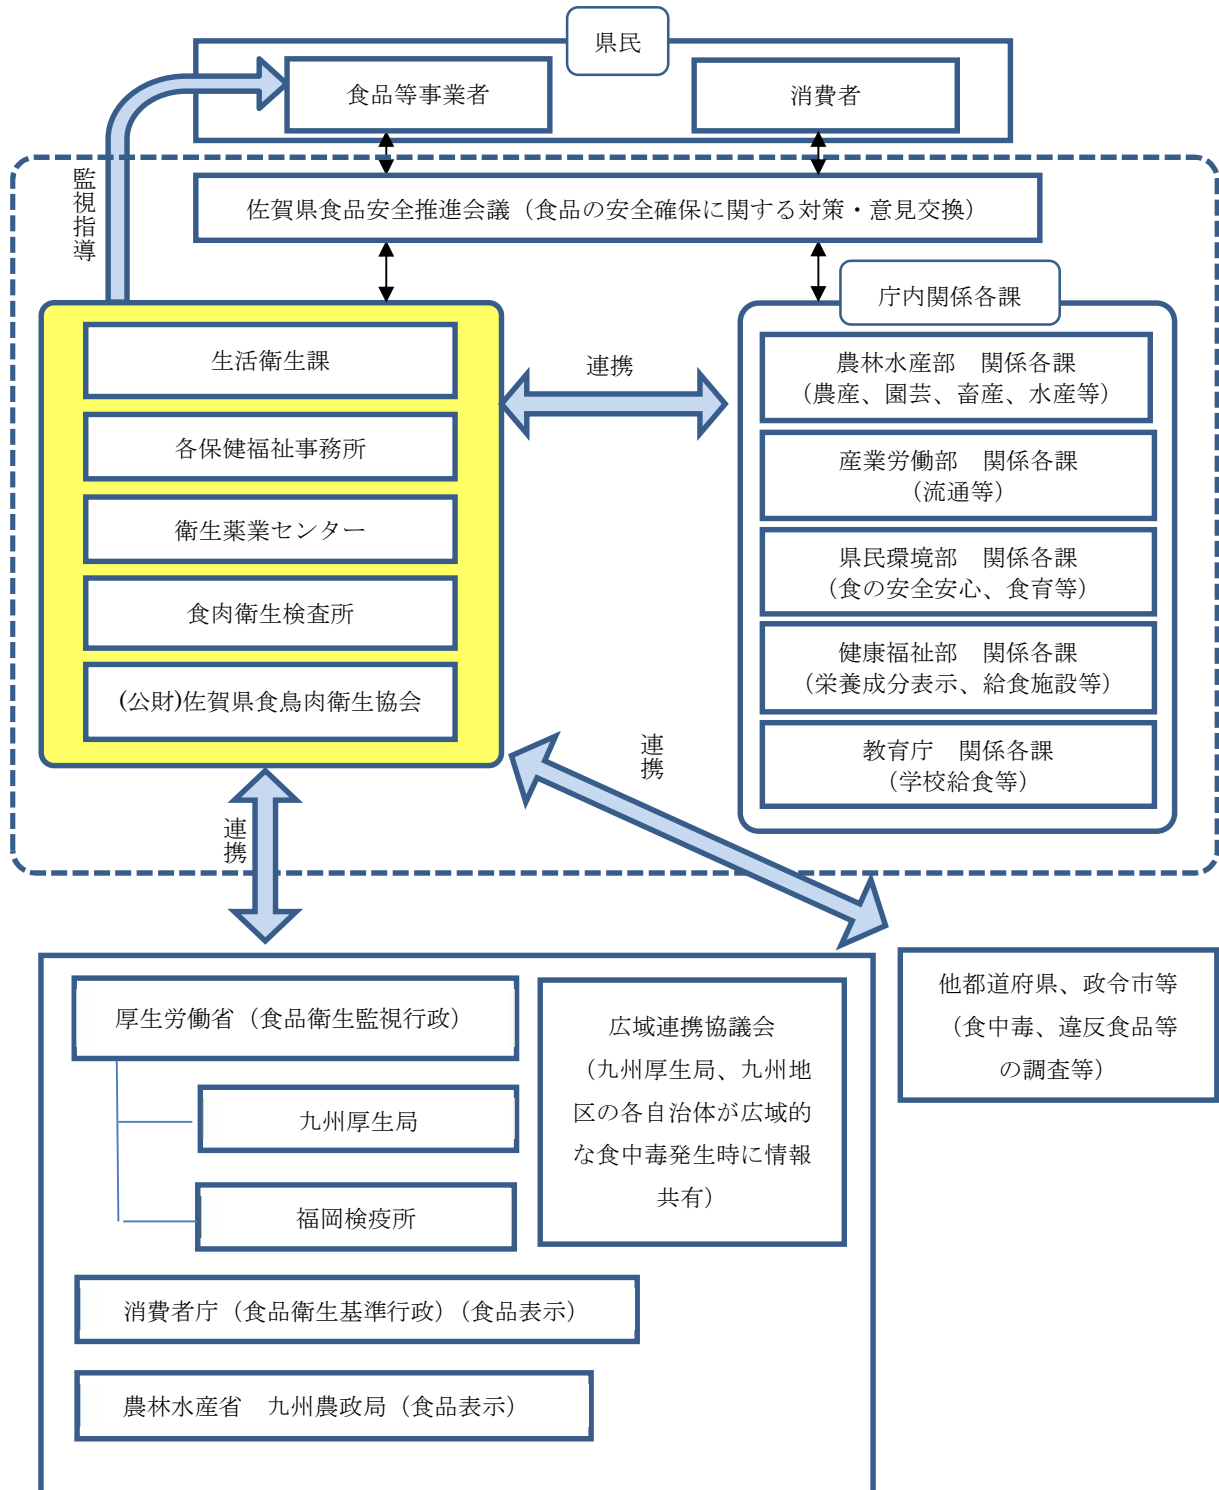 県民
食品等事業者
消費者
監視指導
佐賀県食品安全推進会議（食品の安全確保に関する対策・意見交換）
庁内関係各課
生活衛生課
各保健福祉事務所
衛生薬業センター
食肉衛生検査所
(公財)佐賀県食鳥肉衛生協会
連携
農林水産部　関係各課
（農産、園芸、畜産、水産等）
産業労働部　関係各課
（流通等）
県民環境部　関係各課
（食の安全安心、食育等）
健康福祉部　関係各課
（栄養成分表示、給食施設等）
教育庁　関係各課
（学校給食等）
連携
連携
厚生労働省（食品衛生監視行政）
九州厚生局
福岡検疫所
広域連携協議会
（九州厚生局、九州地
区の各自治体が広域的
な食中毒発生時に情報
共有）
他都道府県、政令市等
（食中毒、違反食品等
の調査等）
消費者庁（食品衛生基準行政）（食品表示）
農林水産省　九州農政局（食品表示）